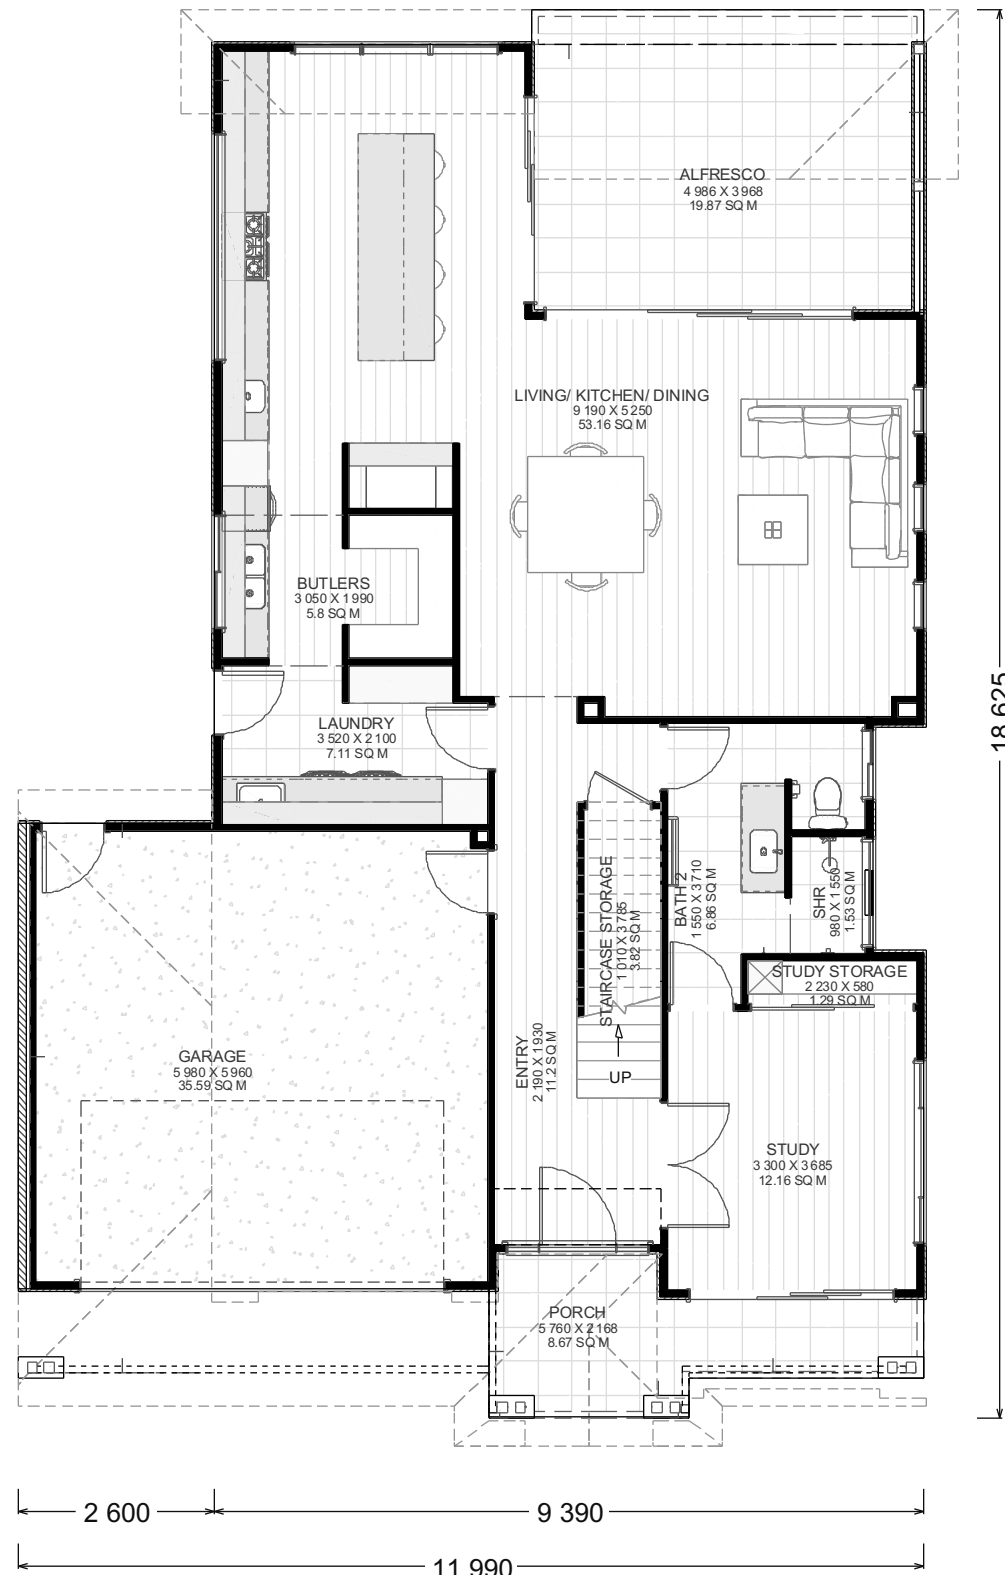 ALFRESCO
4 986 X 3 968
19.87 SQ M
LIVING/ KITCHEN/ DINING
9 190 X 5 250
53.16 SQ M
BUTLERS
3 050 X 1 990
5.8 SQ M
LAUNDRY
3 520 X 2 100
7.11 SQ M
18 625
STAIRCASE STORAGE
1 010 X 3 785
3.82 SQ M
BATH 2
1 550 X 3 710
6.86 SQ M
SHR
980 X 1 550
1.53 SQ M
STUDY STORAGE
2 230 X 580
1.29 SQ M
GARAGE
5 980 X 5 960
35.59 SQ M
ENTRY
2 190 X 1 930
11.2 SQ M
UP
STUDY
3 300 X 3 685
12.16 SQ M
PORCH
5 760 X 2 168
8.67 SQ M
2 600
9 390
11 990